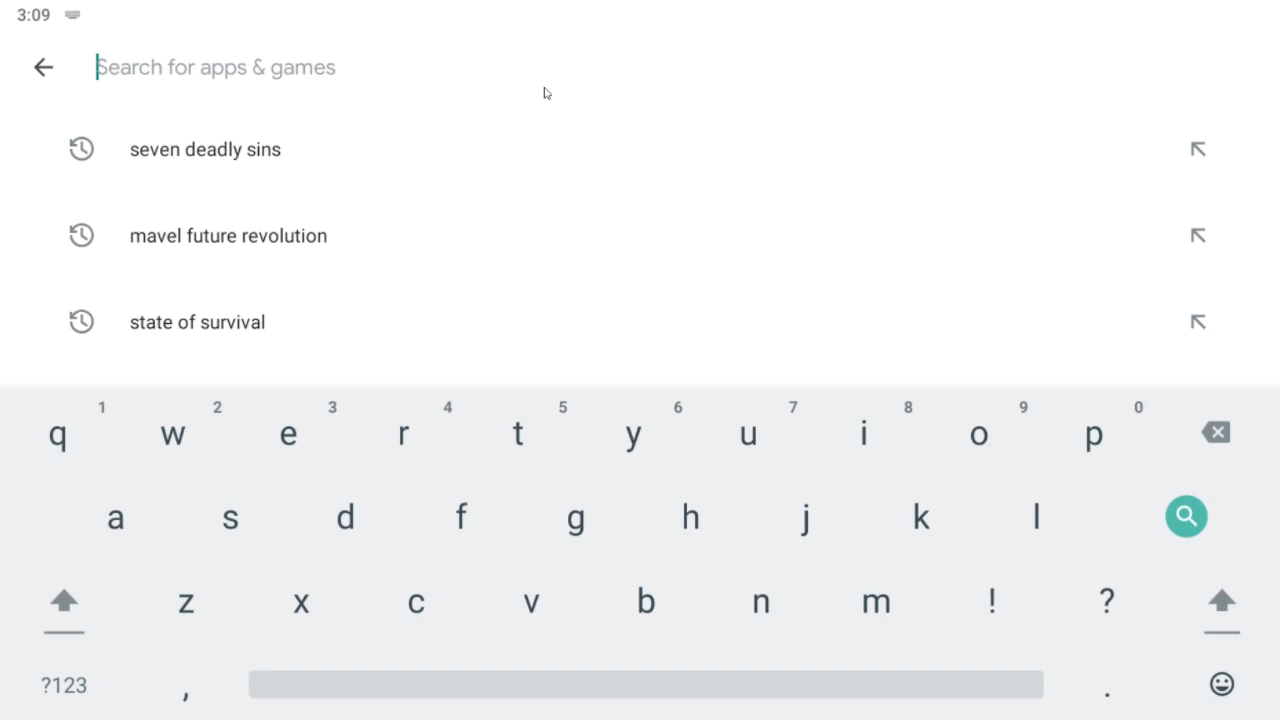 3:09
Search for apps & games
seven deadly sins
mavel future revolution
state of survival
1 2 3 4 5 6 7 8 9 0
q w e r t y u i o p
a s d f g h j k l
z x c v b n m ! ?
?123 , .